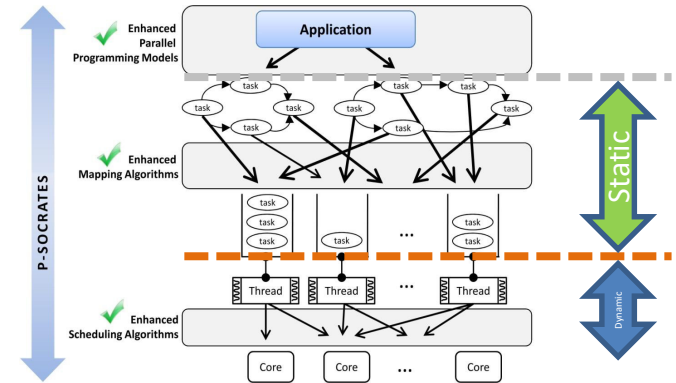 P-SOCRATES
Enhanced
Parallel
Programming Models
Application
task
task
task
task
task
task
task
task
task
Enhanced
Mapping Algorithms
task
task
task
task
task
task
...
Static
Thread
Thread
Thread
...
Dynamic
Enhanced
Scheduling Algorithms
Core
Core
...
Core